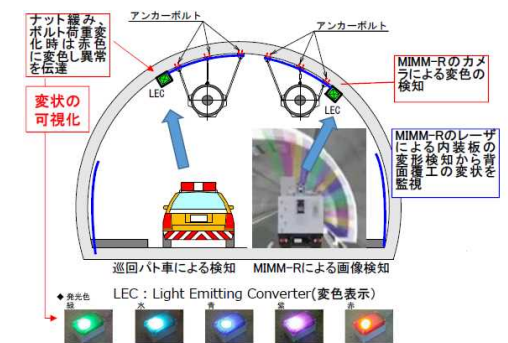 ナット緩み、
ボルト荷重変
化時は赤色
に変色し異常
を伝達
変状の
可視化
アンカーボルト
アンカーボルト
LEC
LEC
MIMM-Rのカメ
ラによる変色の
検知
MIMM-Rのレーザ
による内装板の
変形検知から背
面覆工の変状を
監視
巡回パト車による検知
MIMM-Rによる画像検知
LEC：Light Emitting Converter(変色表示)
◆ 発光色
緑
水
青
紫
赤